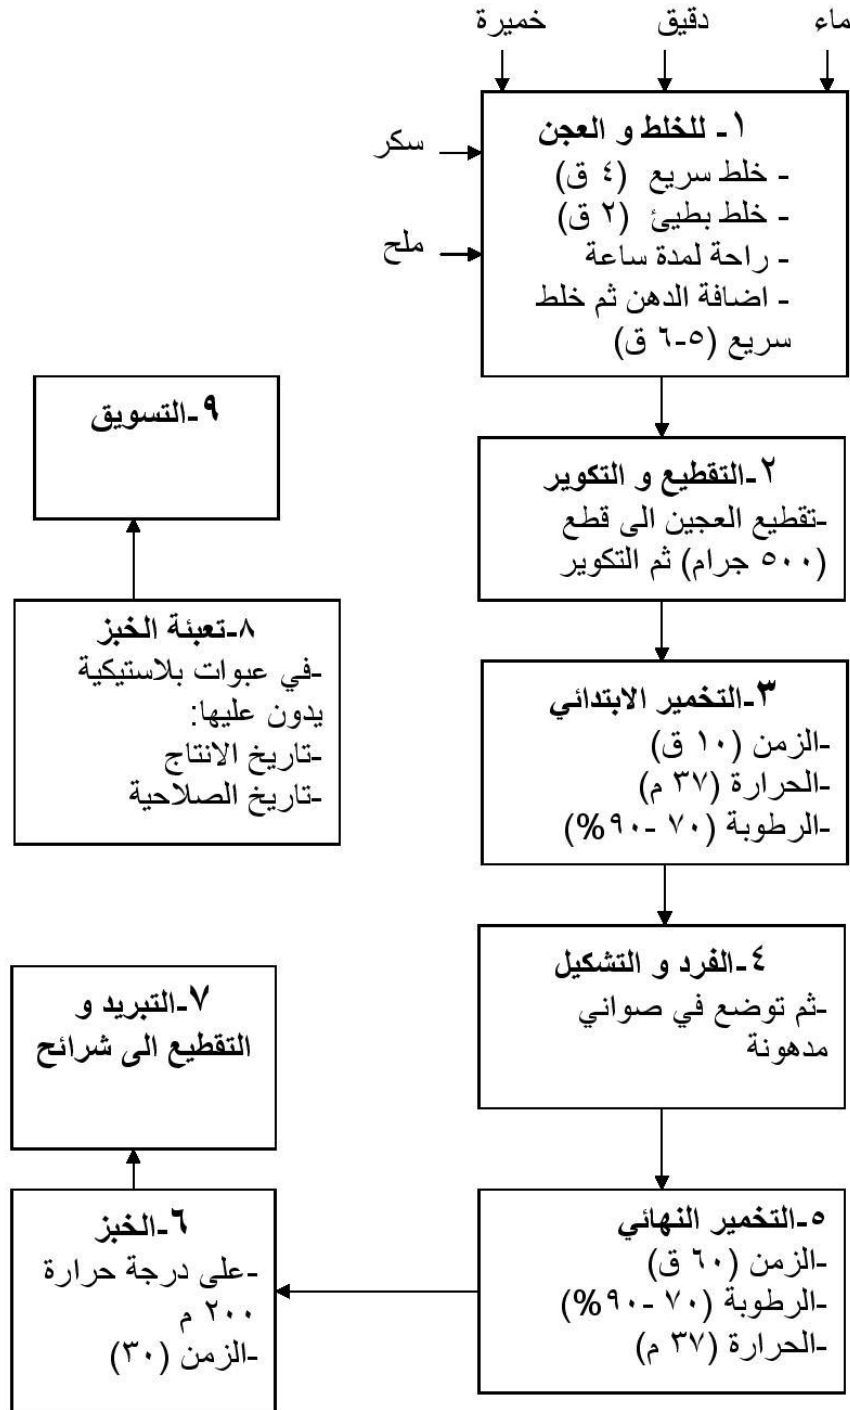 ماء
دقيق
خميرة
سكر
ملح
١- للخلط و العجن
- خلط سريع (٤ ق)
- خلط بطيئ (٢ ق)
- راحة لمدة ساعة
- اضافة الدهن ثم خلط
سريع (٥-٦ ق)
٢-التقطيع و التكوير
-تقطيع العجين الى قطع
(٥٠٠ جرام) ثم التكوير
٣-التخمير الابتدائي
-الزمن (١٠ ق)
-الحرارة (٣٧ م)
-الرطوبة (٧٠ -٩٠%)
٤-الفرد و التشكيل
-ثم توضع في صواني
مدهونة
٥-التخمير النهائي
-الزمن (٦٠ ق)
-الرطوبة (٧٠ -٩٠%)
-الحرارة (٣٧ م)
٦-الخبز
-على درجة حرارة
٢٠٠ م
-الزمن (٣٠)
٧-التبريد و
التقطيع الى شرائح
٨-تعبئة الخبز
-في عبوات بلاستيكية
يدون عليها:
-تاريخ الانتاج
-تاريخ الصلاحية
٩-التسويق